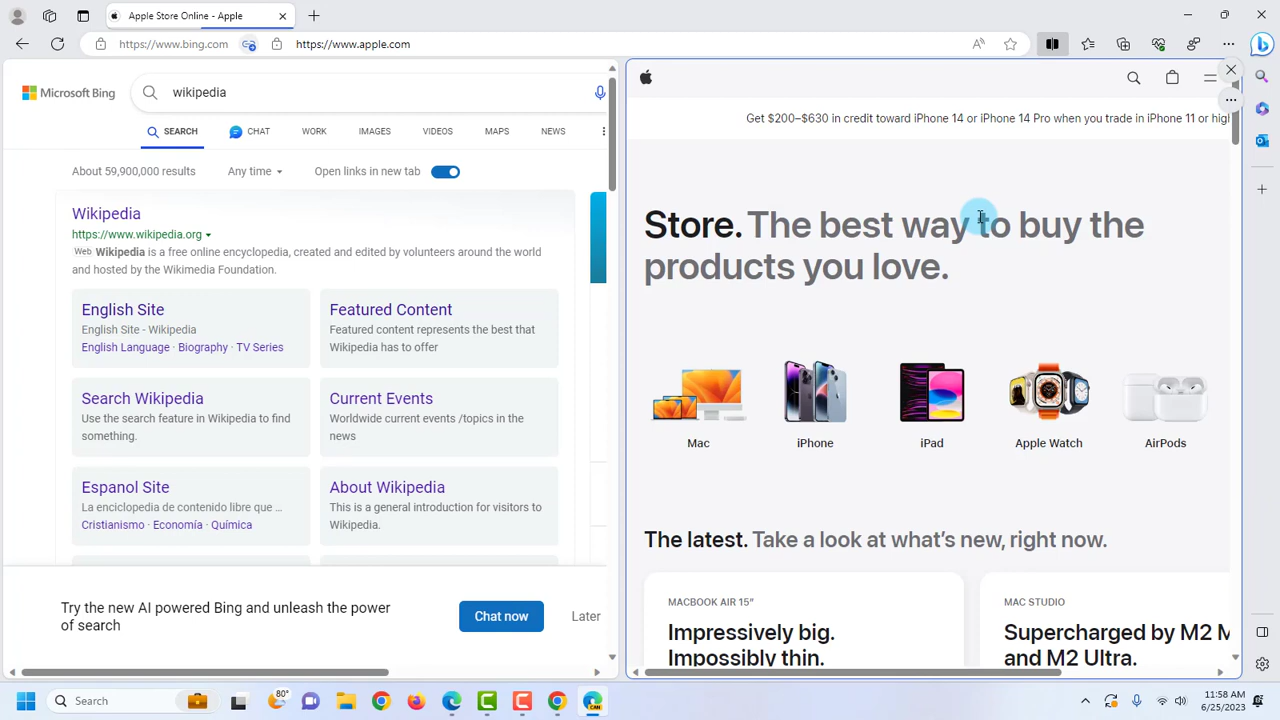 Apple Store Online - Apple
https://www.bing.com
https://www.apple.com
Microsoft Bing
wikipedia
SEARCH
CHAT
WORK
IMAGES
VIDEOS
MAPS
NEWS
About 59,900,000 results
Any time
Open links in new tab
Wikipedia
https://www.wikipedia.org
Web Wikipedia is a free online encyclopedia, created and edited by volunteers around the world
and hosted by the Wikimedia Foundation.
English Site
English Site - Wikipedia
English Language · Biography · TV Series
Featured Content
Featured content represents the best that
Wikipedia has to offer
Search Wikipedia
Use the search feature in Wikipedia to find
something.
Current Events
Worldwide current events /topics in the
news
Espanol Site
La enciclopedia de contenido libre que ...
Cristianismo · Economía · Química
About Wikipedia
This is a general introduction for visitors to
Wikipedia.
Try the new AI powered Bing and unleash the power
of search
Chat now
Later
Get $200–$630 in credit toward iPhone 14 or iPhone 14 Pro when you trade in iPhone 11 or high
Store. The best way to buy the
products you love.
Mac
iPhone
iPad
Apple Watch
AirPods
The latest. Take a look at what's new, right now.
MACBOOK AIR 15"
Impressively big.
Impossibly thin.
MAC STUDIO
Supercharged by M2 M
and M2 Ultra.
Search
80°
CAN
11:58 AM
6/25/2023